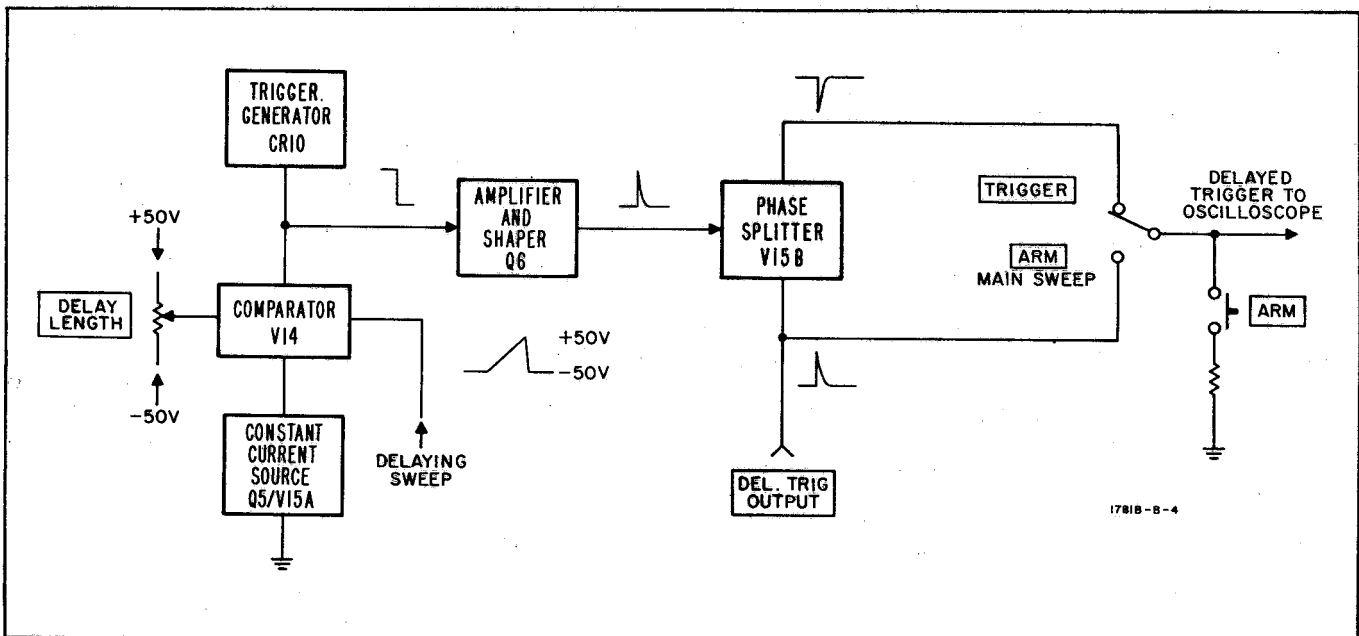 TRIGGER.
GENERATOR
CR10
+50V
DELAY
LENGTH
-50V
COMPARATOR
V14
CONSTANT
CURRENT
SOURCE
Q5/V15A
DELAYING
SWEEP
+50V
-50V
AMPLIFIER
AND
SHAPER
Q6
PHASE
SPLITTER
V15B
DEL. TRIG
OUTPUT
TRIGGER
ARM
MAIN SWEEP
DELAYED
TRIGGER TO
OSCILLOSCOPE
ARM
1781B-B-4